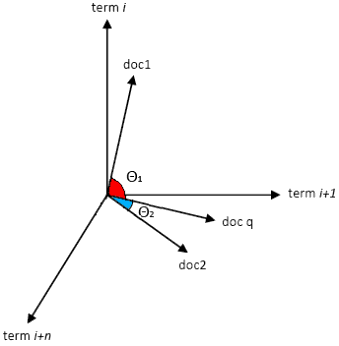 term i
doc1
Θ₁
term i+1
Θ₂
doc q
doc2
term i+n